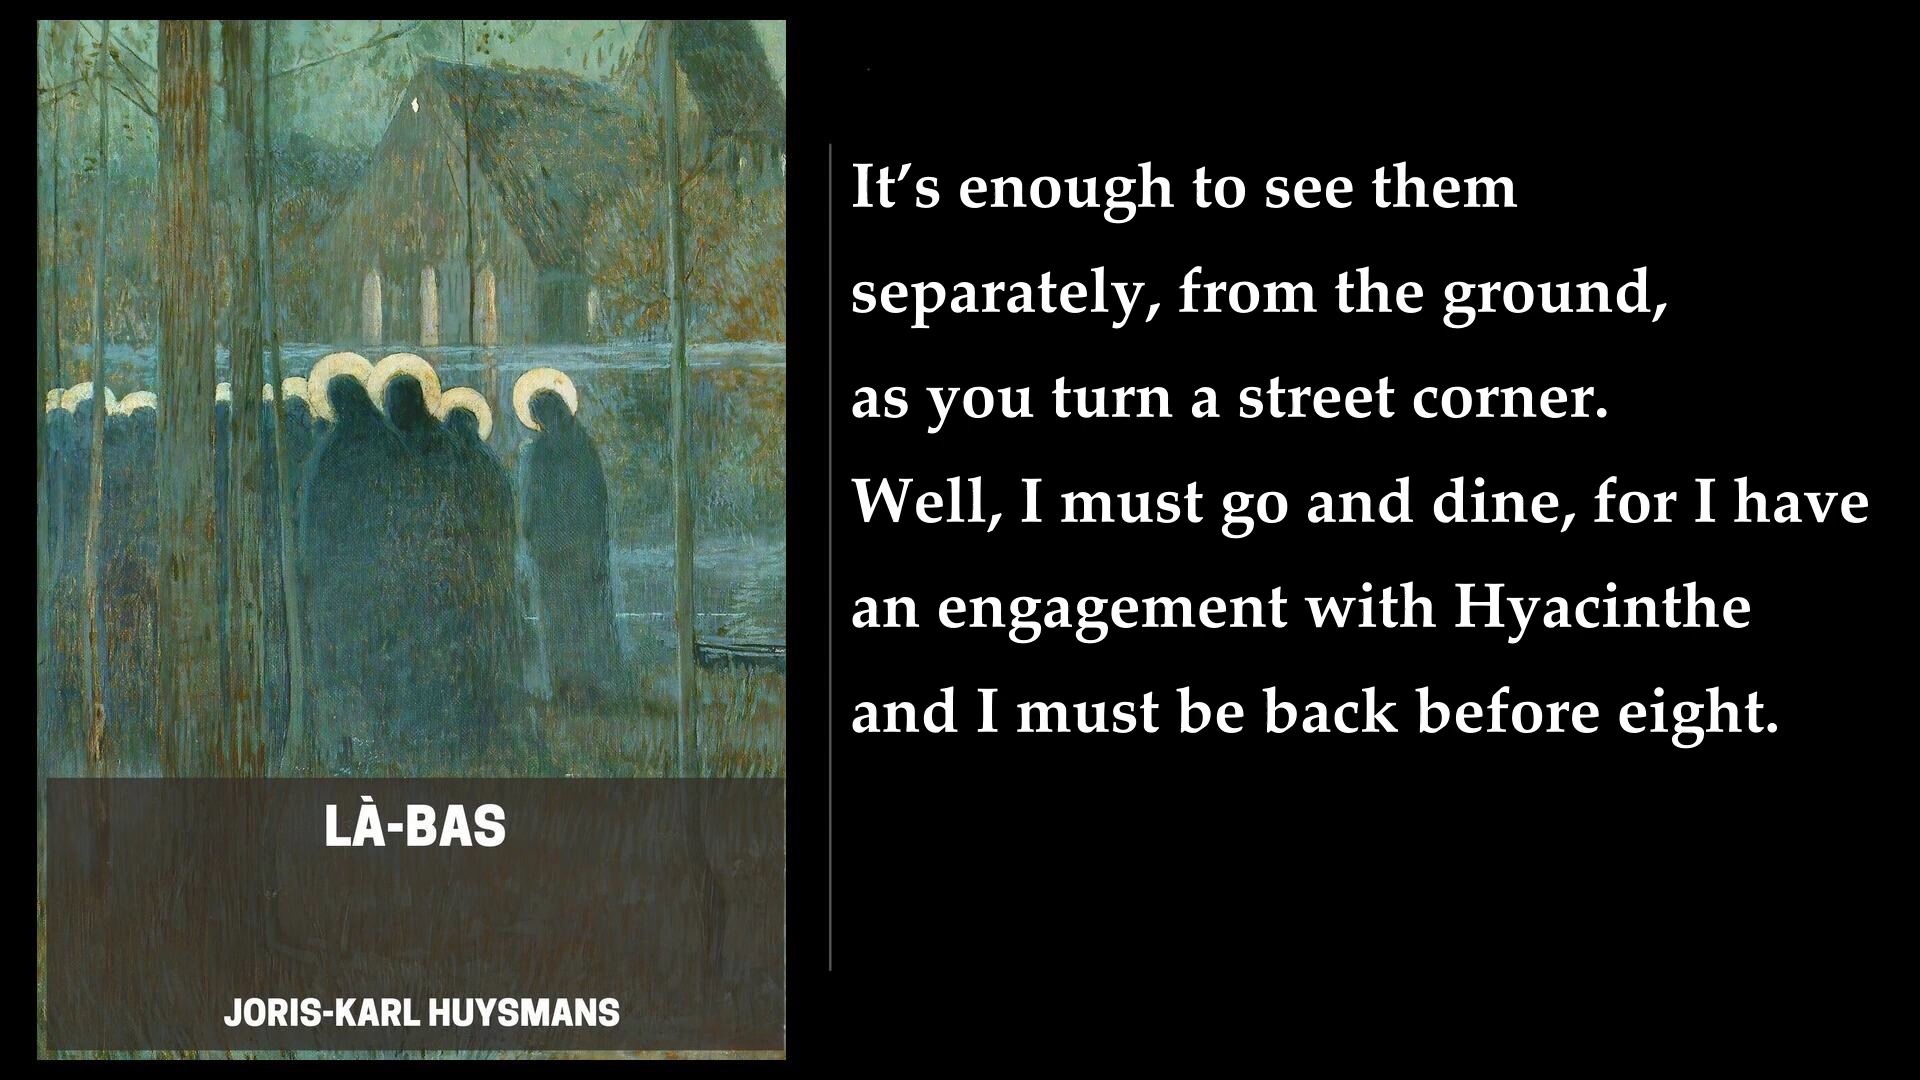 LÀ-BAS
JORIS-KARL HUYSMANS
It’s enough to see them
separately, from the ground,
as you turn a street corner.
Well, I must go and dine, for I have
an engagement with Hyacinthe
and I must be back before eight.